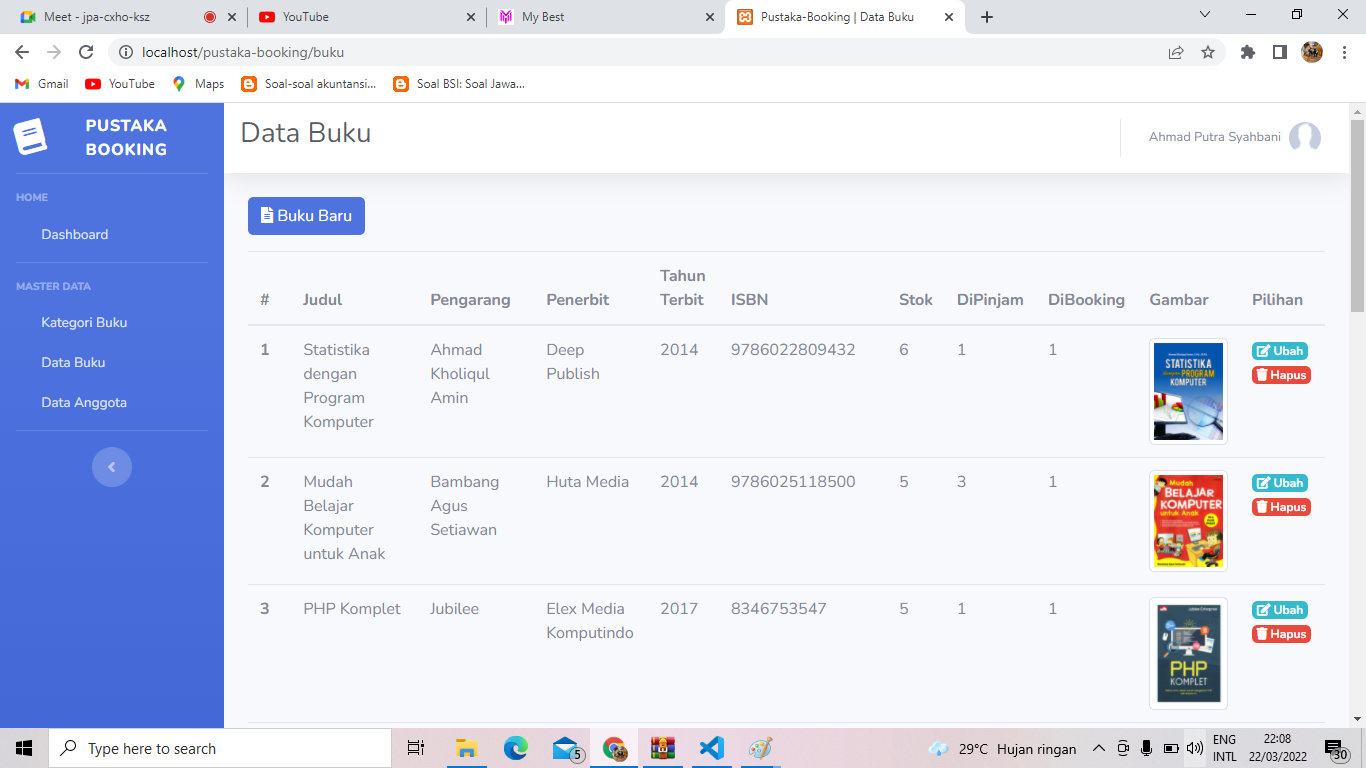 Meet - jpa-cxho-ksz
YouTube
My Best
Pustaka-Booking | Data Buku
localhost/pustaka-booking/buku
Gmail
YouTube
Maps
Soal-soal akuntansi...
Soal BSI: Soal Jawa...
PUSTAKA
BOOKING
HOME
Dashboard
MASTER DATA
Kategori Buku
Data Buku
Data Anggota
Data Buku
Ahmad Putra Syahbani
Buku Baru
# Judul Pengarang Penerbit Tahun Terbit ISBN Stok DiPinjam DiBooking Gambar Pilihan
1 Statistika Ahmad Deep 2014 9786022809432 6 1 1 Ubah
dengan Kholiqul Publish Hapus
Program Amin
Komputer
STATISTIKA
dengan PROGRAM
KOMPUTER
2 Mudah Bambang Huta Media 2014 9786025118500 5 3 1 Ubah
Belajar Agus Hapus
Komputer Setiawan
untuk Anak
Mudah
BELAJAR
KOMPUTER
untuk Anak
3 PHP Komplet Jubilee Elex Media 2017 8346753547 5 1 1 Ubah
Komputindo Hapus
PHP
KOMPLET
Type here to search
5
29°C Hujan ringan
ENG
INTL
22:08
22/03/2022
30